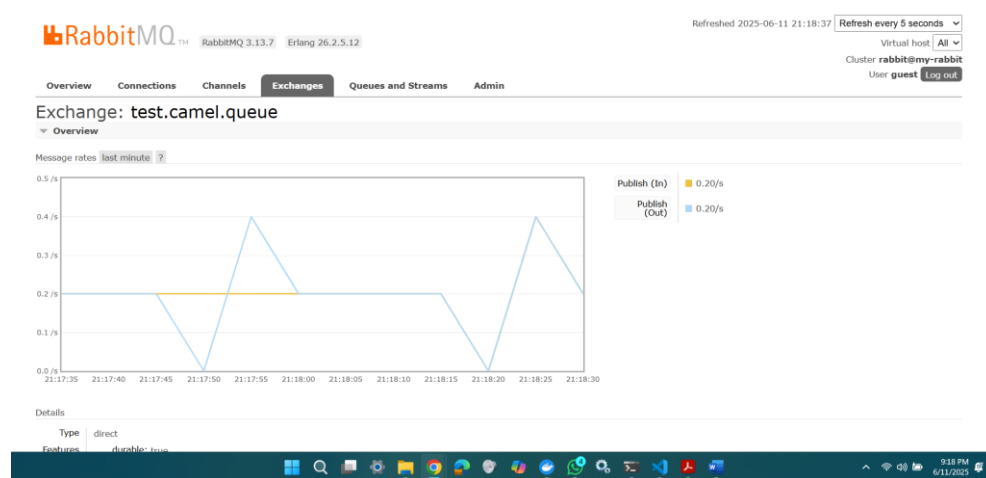 Refreshed 2025-06-11 21:18:37 Refresh every 5 seconds
RabbitMQ TM RabbitMQ 3.13.7 Erlang 26.2.5.12
Virtual host All
Cluster rabbit@my-rabbit
User guest Log out
Overview Connections Channels Exchanges Queues and Streams Admin
Exchange: test.camel.queue
Overview
Message rates last minute ?
0.5 /s
0.4 /s
0.3 /s
0.2 /s
0.1 /s
0.0 /s
21:17:35 21:17:40 21:17:45 21:17:50 21:17:55 21:18:00 21:18:05 21:18:10 21:18:15 21:18:20 21:18:25 21:18:30
Publish (In) 0.20/s
Publish (Out) 0.20/s
Details
Type direct
Features durable: true
9:18 PM
6/11/2025